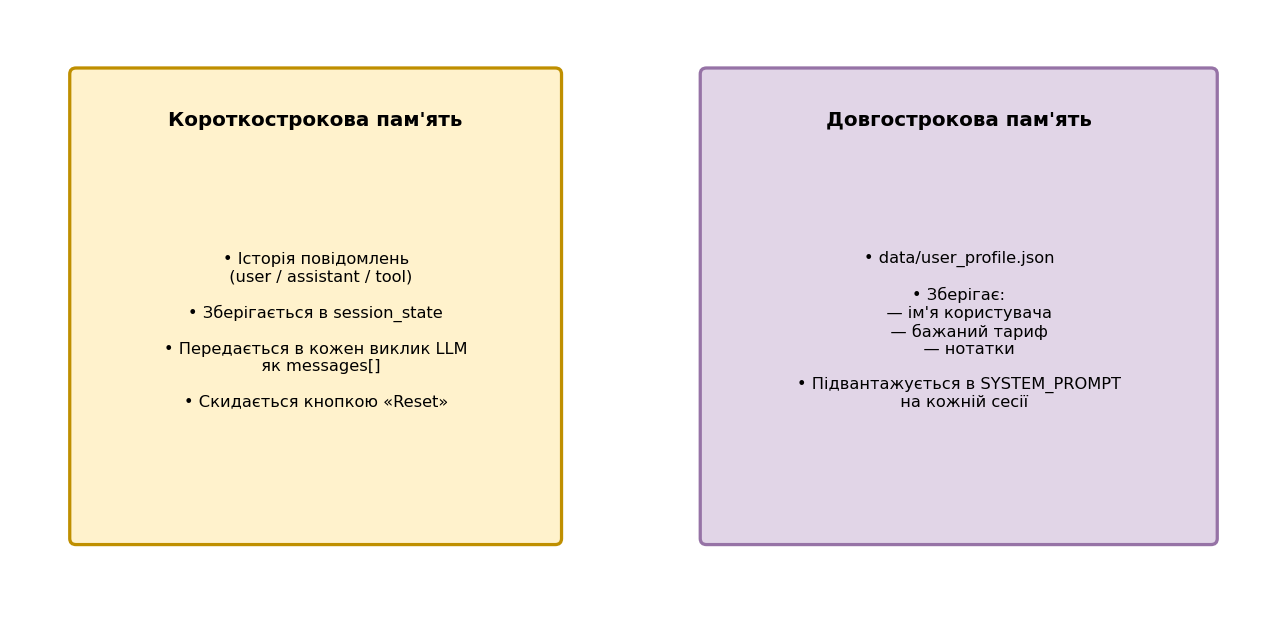 Короткострокова пам'ять
• Історія повідомлень
(user / assistant / tool)
• Зберігається в session_state
• Передається в кожен виклик LLM
як messages[]
• Скидається кнопкою «Reset»
Довгострокова пам'ять
• data/user_profile.json
• Зберігає:
— ім'я користувача
— бажаний тариф
— нотатки
• Підвантажується в SYSTEM_PROMPT
на кожній сесії